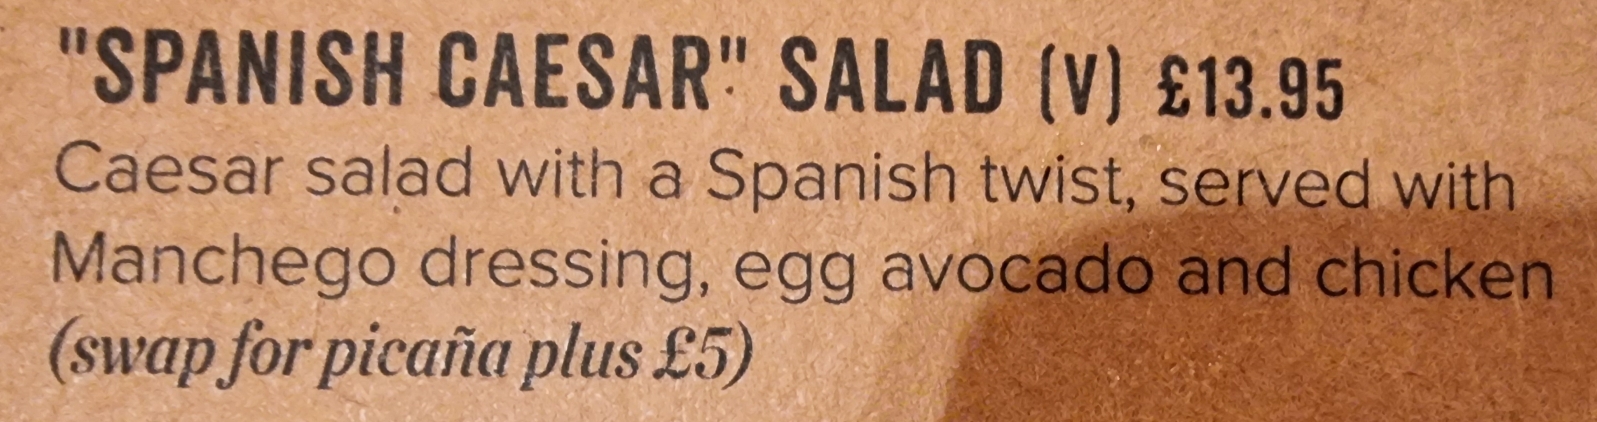 "SPANISH CAESAR" SALAD (V) £13.95
Caesar salad with a Spanish twist, served with
Manchego dressing, egg avocado and chicken
(swap for picaña plus £5)